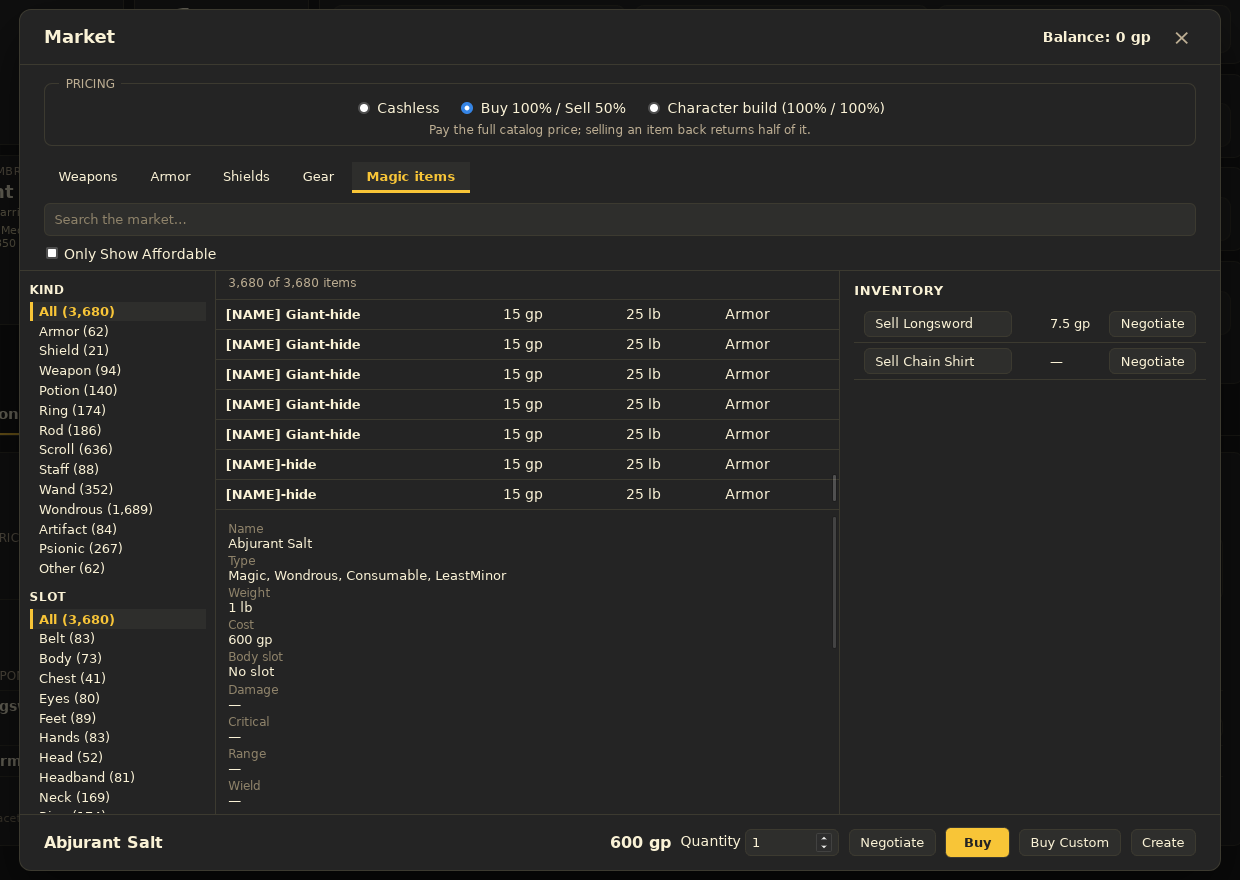 Market
Balance: 0 gp
PRICING
Cashless
Buy 100% / Sell 50%
Character build (100% / 100%)
Pay the full catalog price; selling an item back returns half of it.
Weapons Armor Shields Gear Magic items
Search the market...
Only Show Affordable
KIND
All (3,680)
Armor (62)
Shield (21)
Weapon (94)
Potion (140)
Ring (174)
Rod (186)
Scroll (636)
Staff (88)
Wand (352)
Wondrous (1,689)
Artifact (84)
Psionic (267)
Other (62)
SLOT
All (3,680)
Belt (83)
Body (73)
Chest (41)
Eyes (80)
Feet (89)
Hands (83)
Head (52)
Headband (81)
Neck (169)
3,680 of 3,680 items
[NAME] Giant-hide 15 gp 25 lb Armor
[NAME] Giant-hide 15 gp 25 lb Armor
[NAME] Giant-hide 15 gp 25 lb Armor
[NAME] Giant-hide 15 gp 25 lb Armor
[NAME] Giant-hide 15 gp 25 lb Armor
[NAME]-hide 15 gp 25 lb Armor
[NAME]-hide 15 gp 25 lb Armor
Name
Abjurant Salt
Type
Magic, Wondrous, Consumable, LeastMinor
Weight
1 lb
Cost
600 gp
Body slot
No slot
Damage
—
Critical
—
Range
—
Wield
—
INVENTORY
Sell Longsword 7.5 gp Negotiate
Sell Chain Shirt — Negotiate
Abjurant Salt
600 gp Quantity 1 Negotiate Buy Buy Custom Create